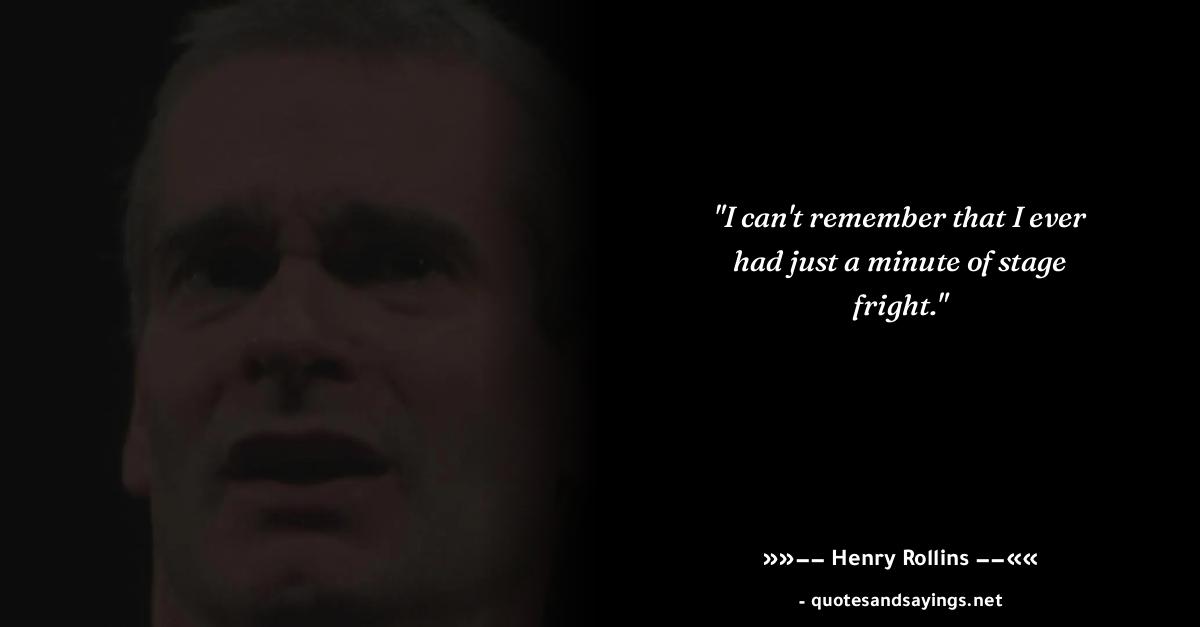 "I can't remember that I ever
had just a minute of stage
fright."
»»−− Henry Rollins −−««
- quotesandsayings.net